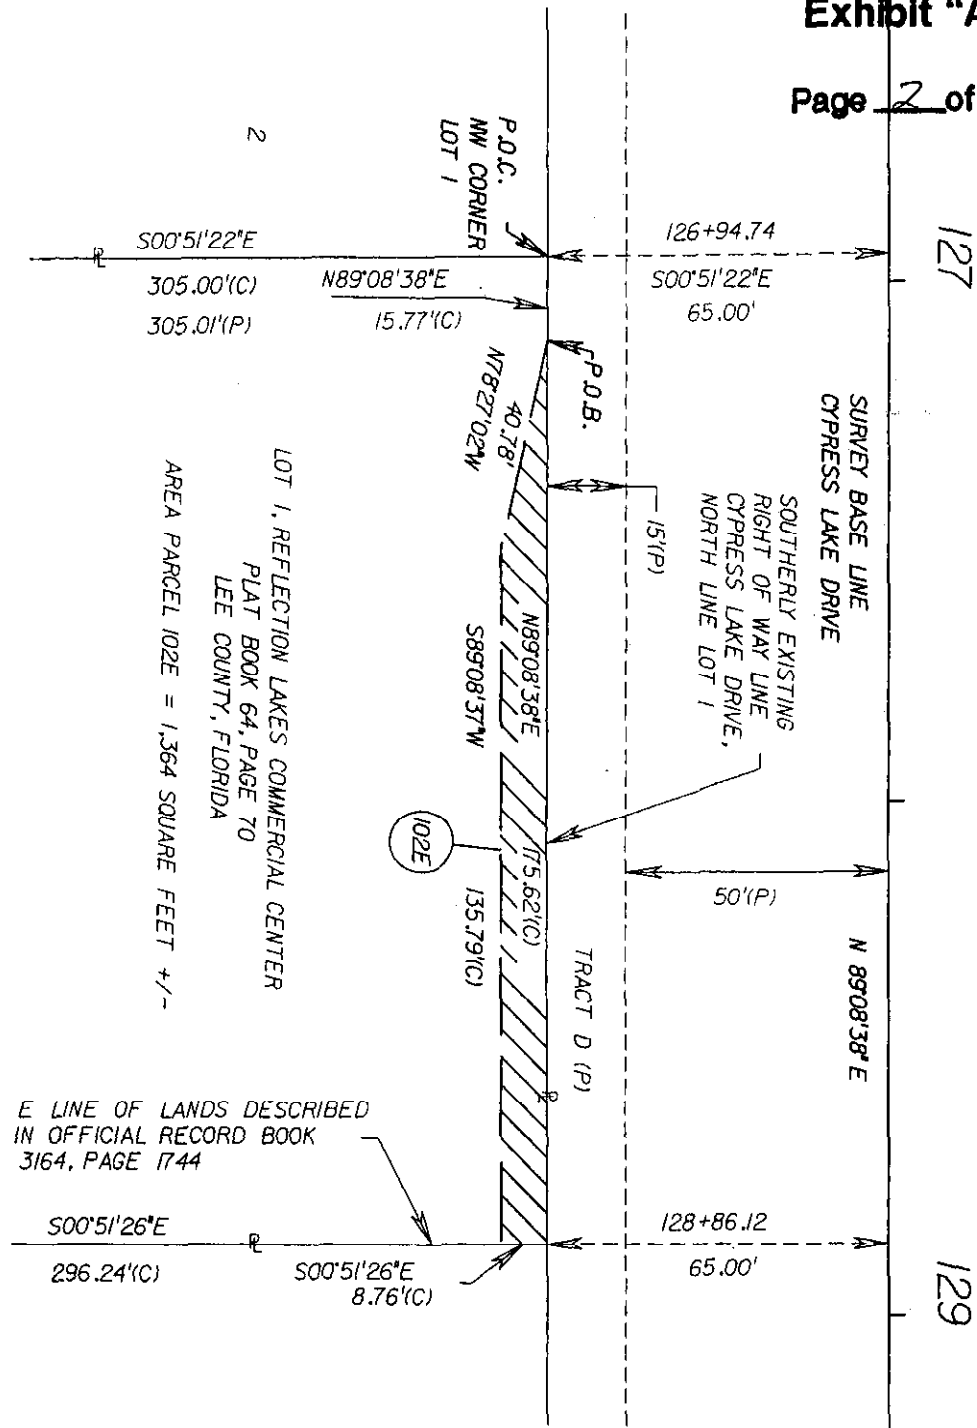 Exhibit "A
Page 2 of
127
129
SURVEY BASE LINE
CYPRESS LAKE DRIVE
N 89°08'38" E
126+94.74
S00°51'22"E
65.00'
128+86.12
65.00'
50'(P)
15'(P)
SOUTHERLY EXISTING
RIGHT OF WAY LINE
CYPRESS LAKE DRIVE,
NORTH LINE LOT 1
TRACT D (P)
P.O.C.
NW CORNER
LOT 1
P.O.B.
N89°08'38"E
15.77'(C)
N78°27'02"W
40.78'
N89°08'38"E
175.62'(C)
S89°08'37"W
135.79'(C)
102E
2
S00°51'22"E
305.00'(C)
305.01'(P)
LOT 1, REFLECTION LAKES COMMERCIAL CENTER
PLAT BOOK 64, PAGE 70
LEE COUNTY, FLORIDA
AREA PARCEL 102E = 1,364 SQUARE FEET +/-
E LINE OF LANDS DESCRIBED
IN OFFICIAL RECORD BOOK
3164, PAGE 1744
S00°51'26"E
296.24'(C)
S00°51'26"E
8.76'(C)
PL
PL
PL